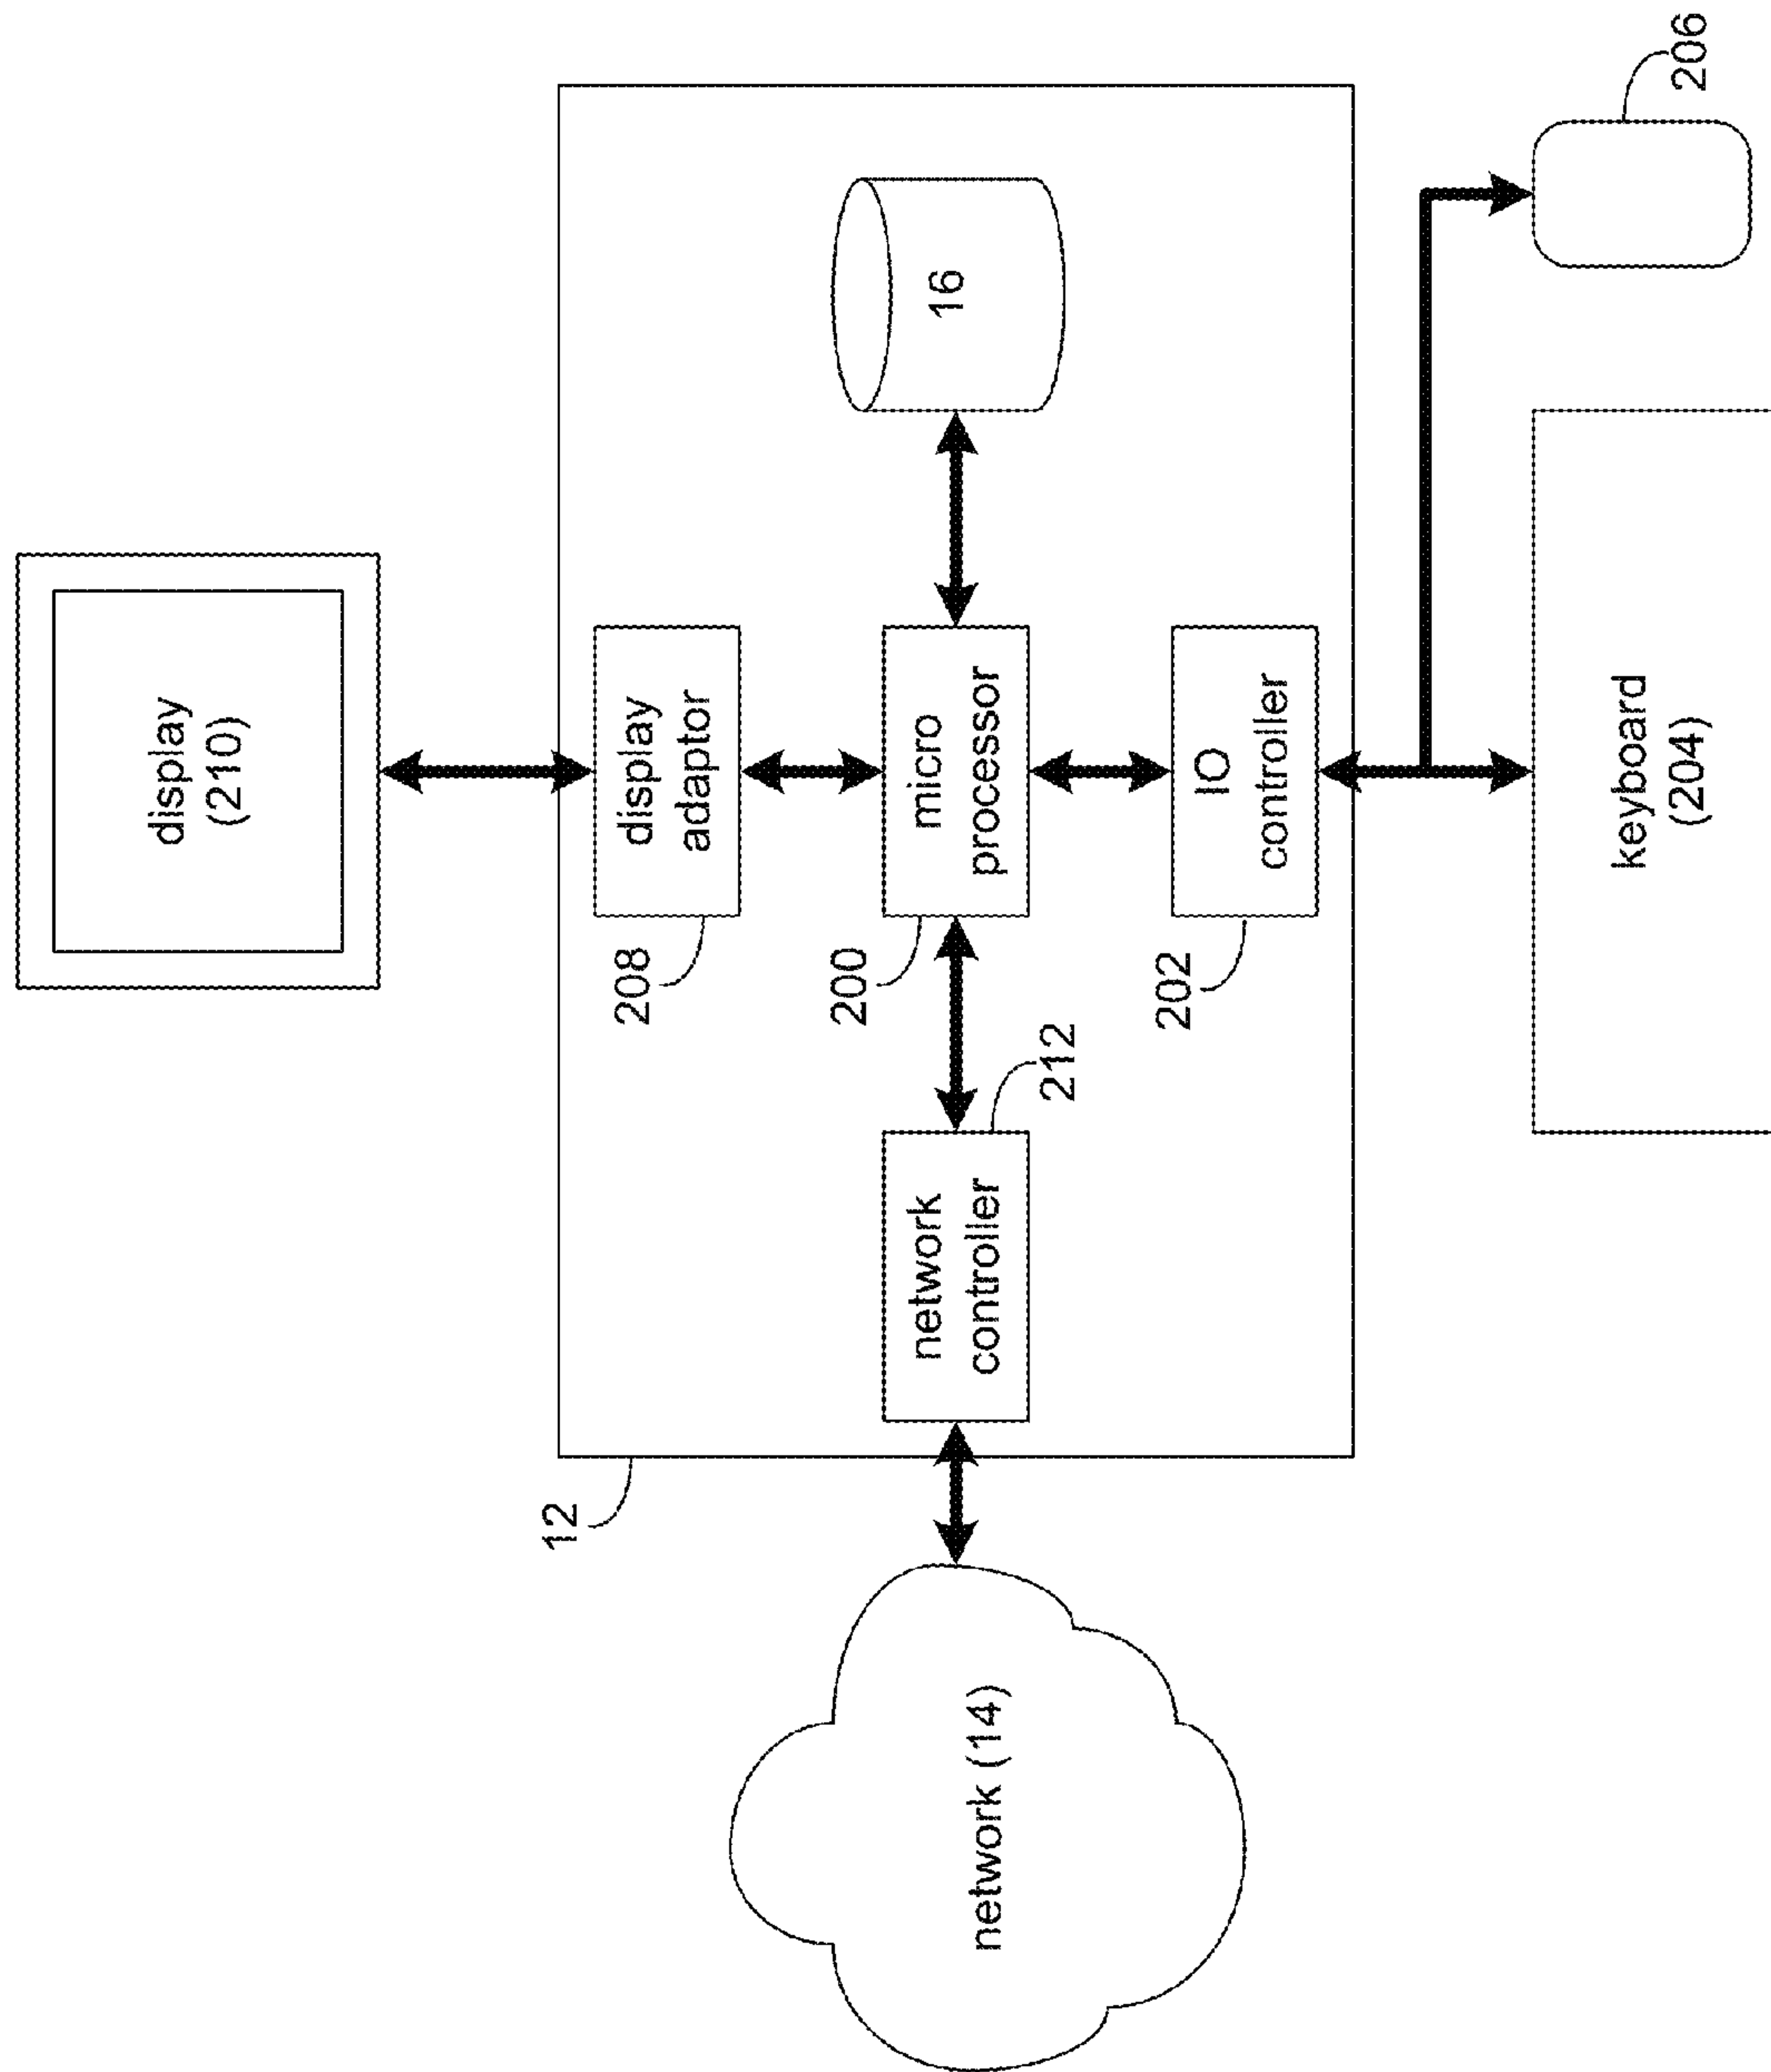 display
(210)
208
display
adaptor
12
network (14)
network
controller
212
200
micro
processor
16
202
IO
controller
keyboard
(204)
206